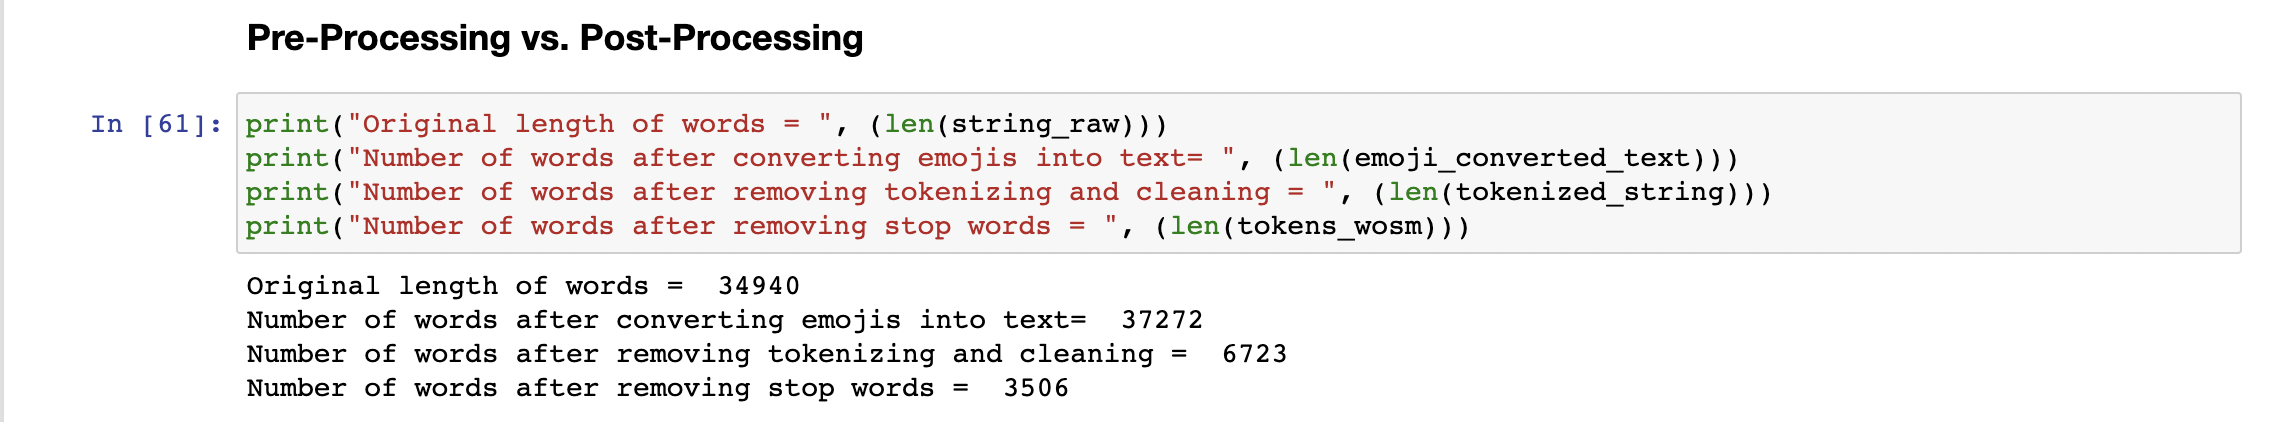 Pre-Processing vs. Post-Processing
In [61]: print("Original length of words = ", (len(string_raw)))
print("Number of words after converting emojis into text= ", (len(emoji_converted_text)))
print("Number of words after removing tokenizing and cleaning = ", (len(tokenized_string)))
print("Number of words after removing stop words = ", (len(tokens_wosm)))
Original length of words =  34940
Number of words after converting emojis into text=  37272
Number of words after removing tokenizing and cleaning =  6723
Number of words after removing stop words =  3506